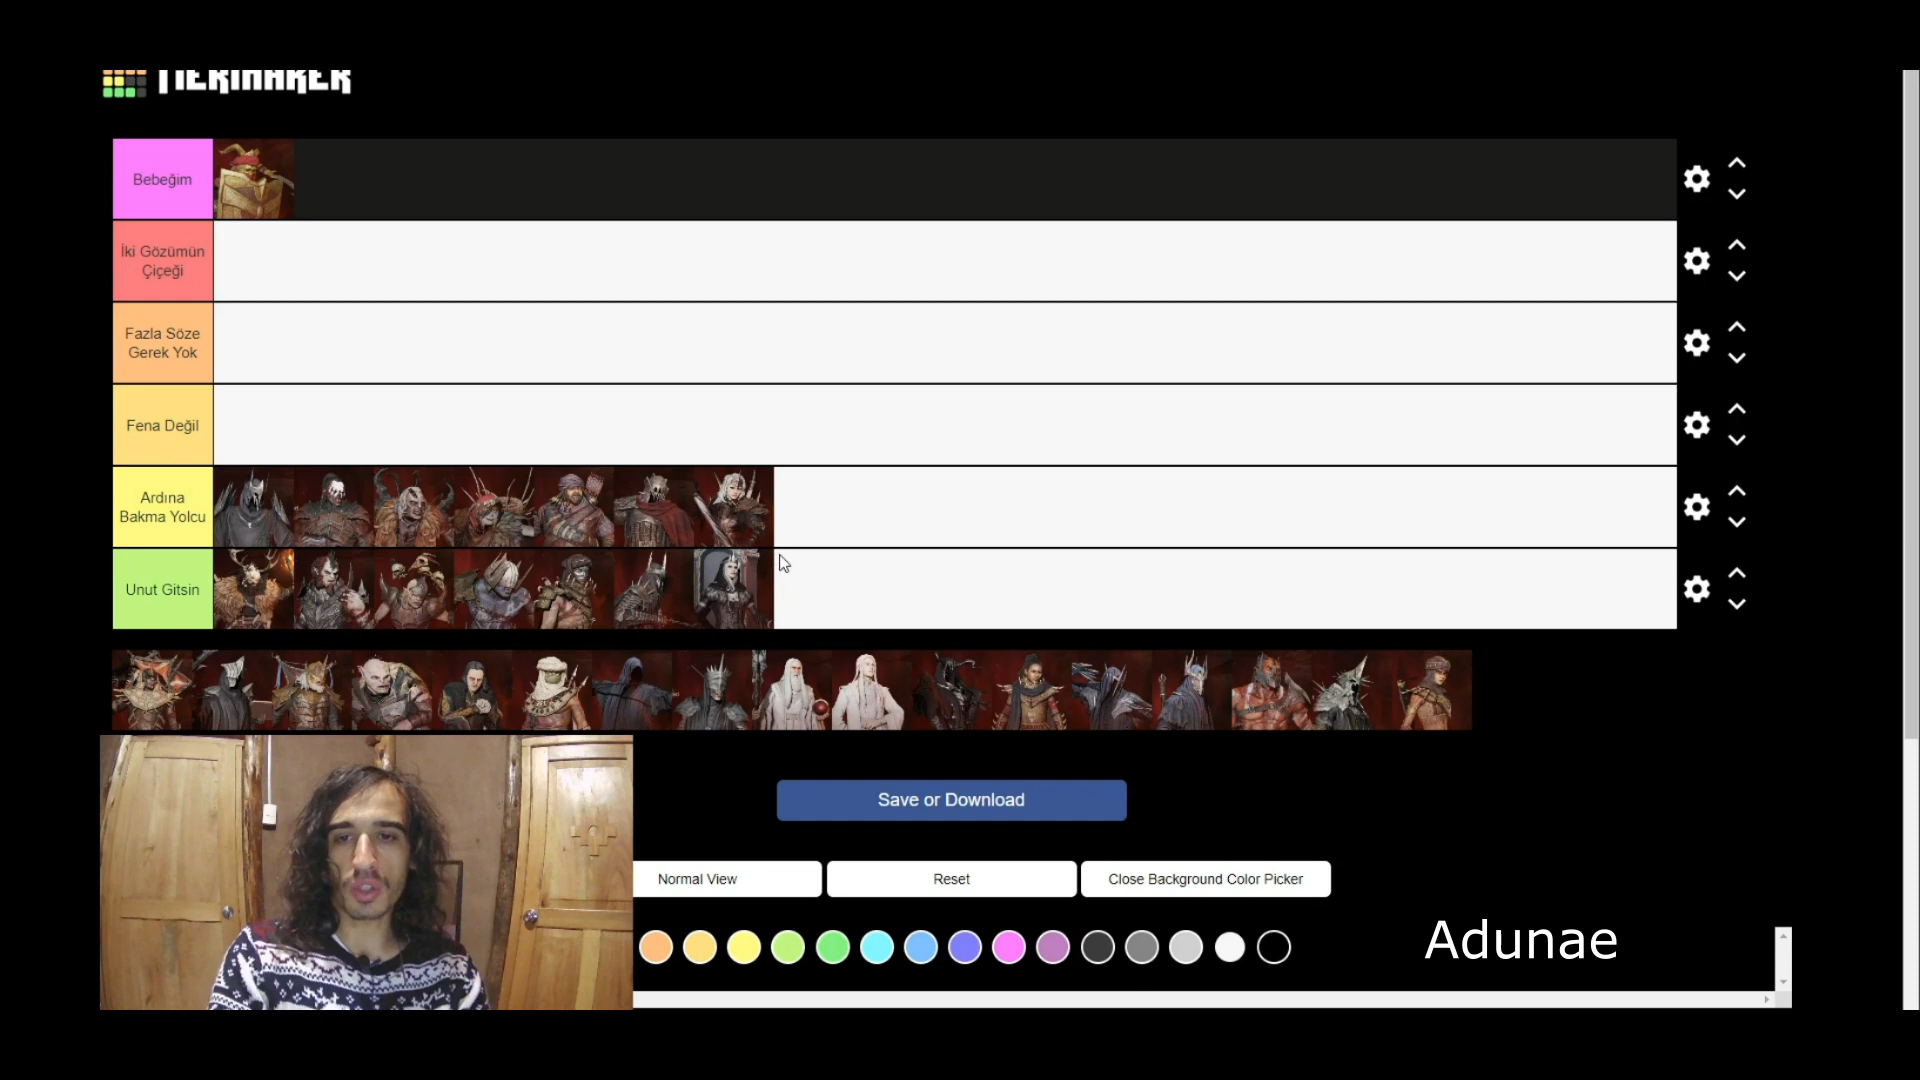 TIERMAKER
Bebeğim
İki Gözümün
Çiçeği
Fazla Söze
Gerek Yok
Fena Değil
Ardına
Bakma Yolcu
Unut Gitsin
Save or Download
Normal View
Reset
Close Background Color Picker
Adunae